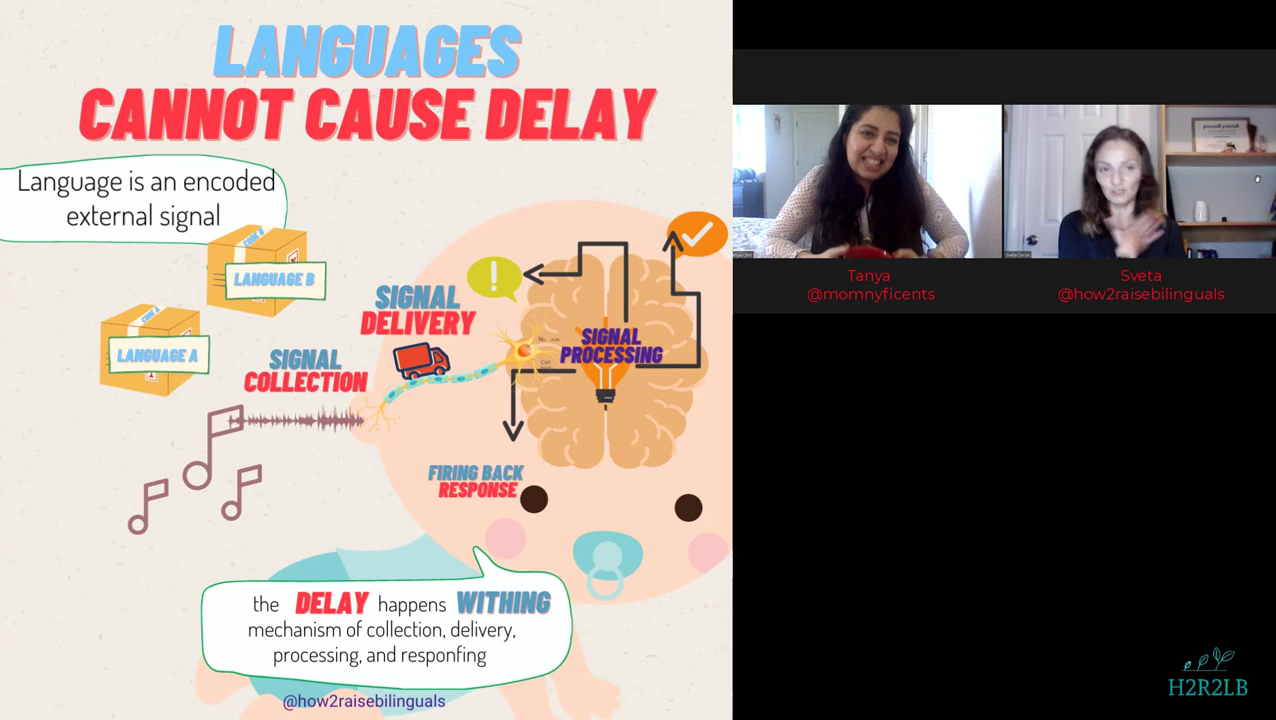 LANGUAGES
CANNOT CAUSE DELAY
Language is an encoded
external signal
LANGUAGE B
LANGUAGE A
SIGNAL
DELIVERY
SIGNAL
COLLECTION
!
SIGNAL
PROCESSING
FIRING BACK
RESPONSE
the DELAY happens WITHING
mechanism of collection, delivery,
processing, and responfing
@how2raisebilinguals
Tanya
@momnyficents
Sveta
@how2raisebilinguals
H2R2LB